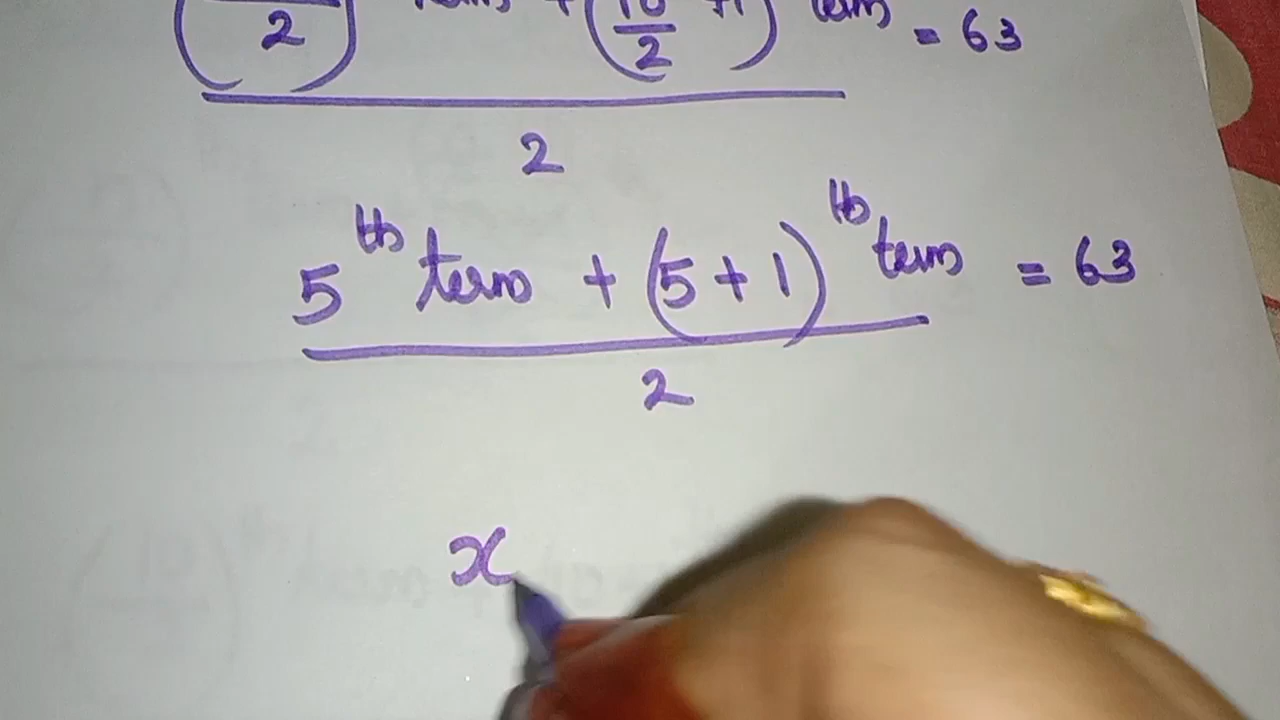 (/2) term + (10/2 + 1) term = 63
2
5th term + (5 + 1)th term = 63
2
x